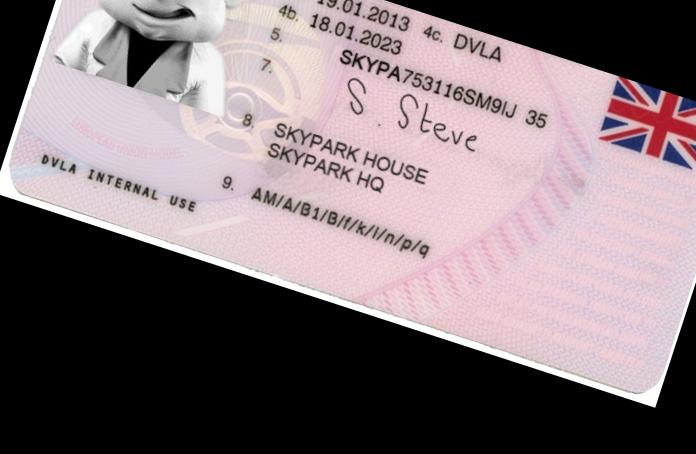 19.01.2013 4c. DVLA
4b. 18.01.2023
5. SKYPA753116SM9IJ 35
7. S. Steve
8. SKYPARK HOUSE
SKYPARK HQ
9. AM/A/B1/B/f/k/l/n/p/q
DVLA INTERNAL USE